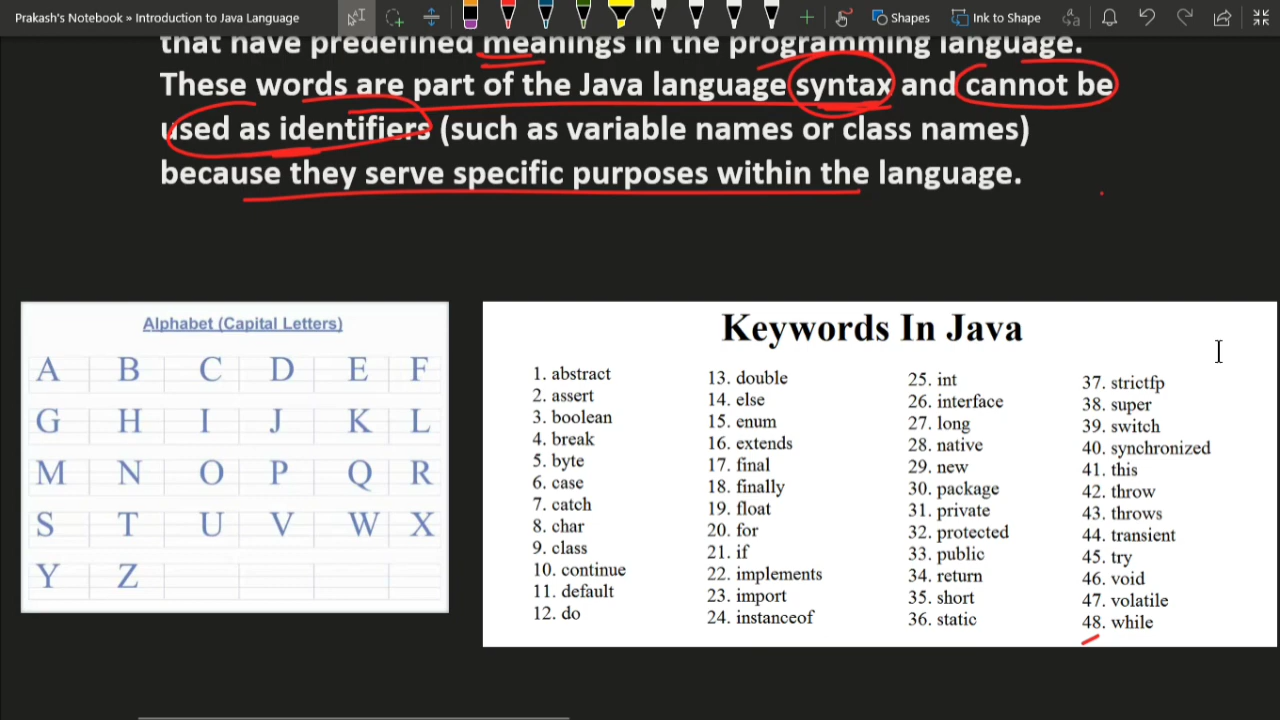 Prakash's Notebook » Introduction to Java Language
Shapes
Ink to Shape
that have predefined meanings in the programming language.
These words are part of the Java language syntax and cannot be
used as identifiers (such as variable names or class names)
because they serve specific purposes within the language.
Alphabet (Capital Letters)
A B C D E F
G H I J K L
M N O P Q R
S T U V W X
Y Z
Keywords In Java
1. abstract
2. assert
3. boolean
4. break
5. byte
6. case
7. catch
8. char
9. class
10. continue
11. default
12. do
13. double
14. else
15. enum
16. extends
17. final
18. finally
19. float
20. for
21. if
22. implements
23. import
24. instanceof
25. int
26. interface
27. long
28. native
29. new
30. package
31. private
32. protected
33. public
34. return
35. short
36. static
37. strictfp
38. super
39. switch
40. synchronized
41. this
42. throw
43. throws
44. transient
45. try
46. void
47. volatile
48. while